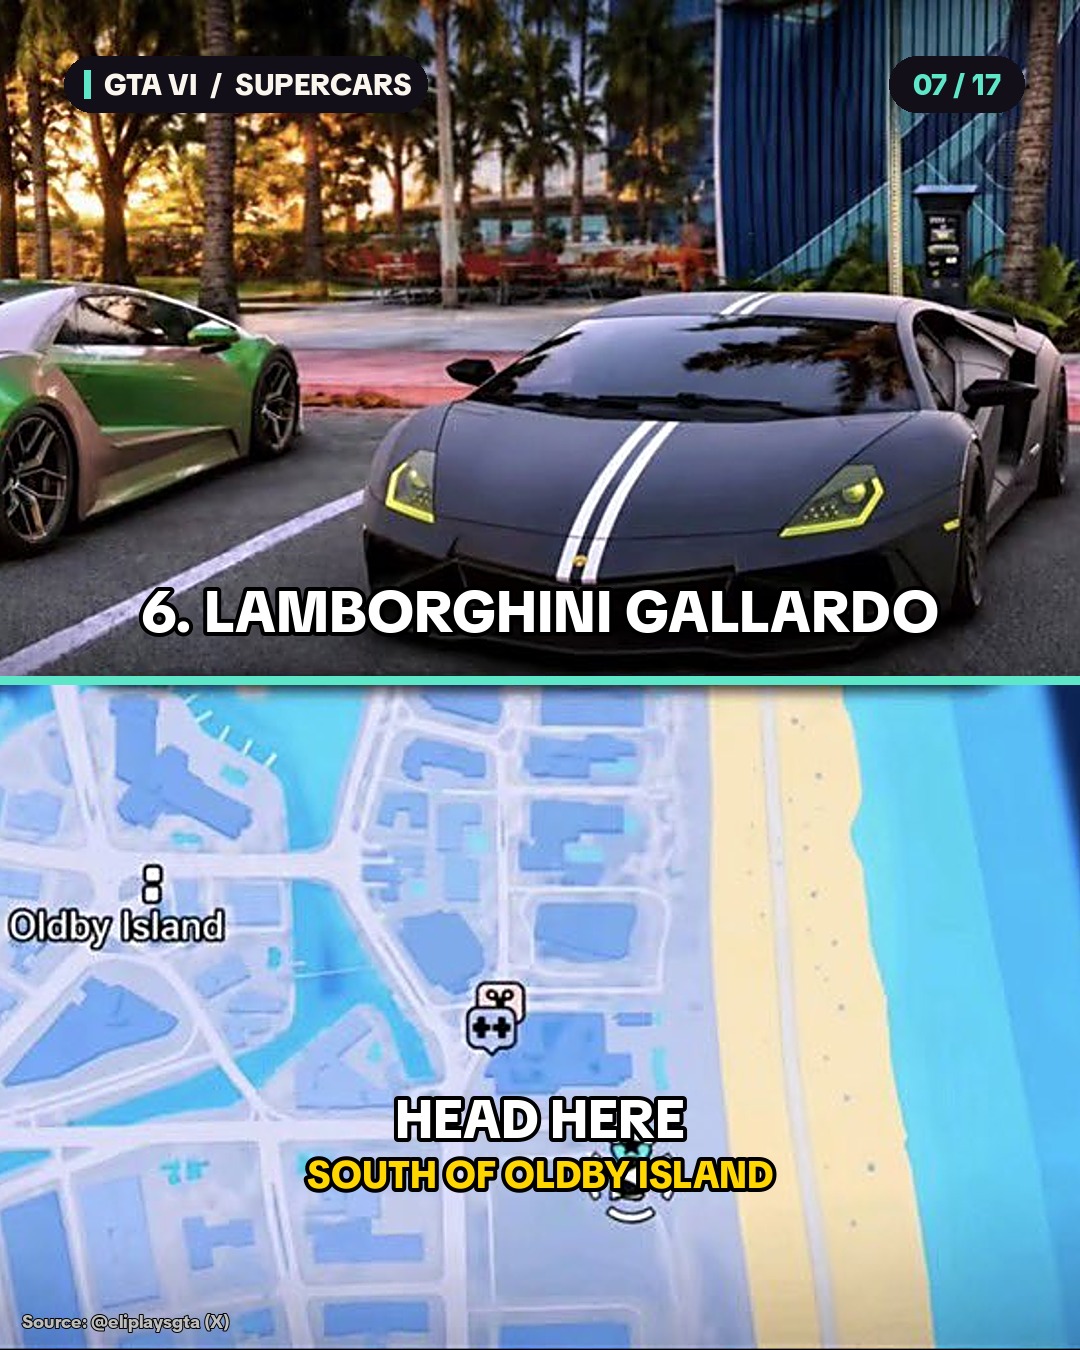 GTA VI / SUPERCARS
07 / 17
6. LAMBORGHINI GALLARDO
Oldby Island
HEAD HERE
SOUTH OF OLDBY ISLAND
Source: @eliplaysgta (X)